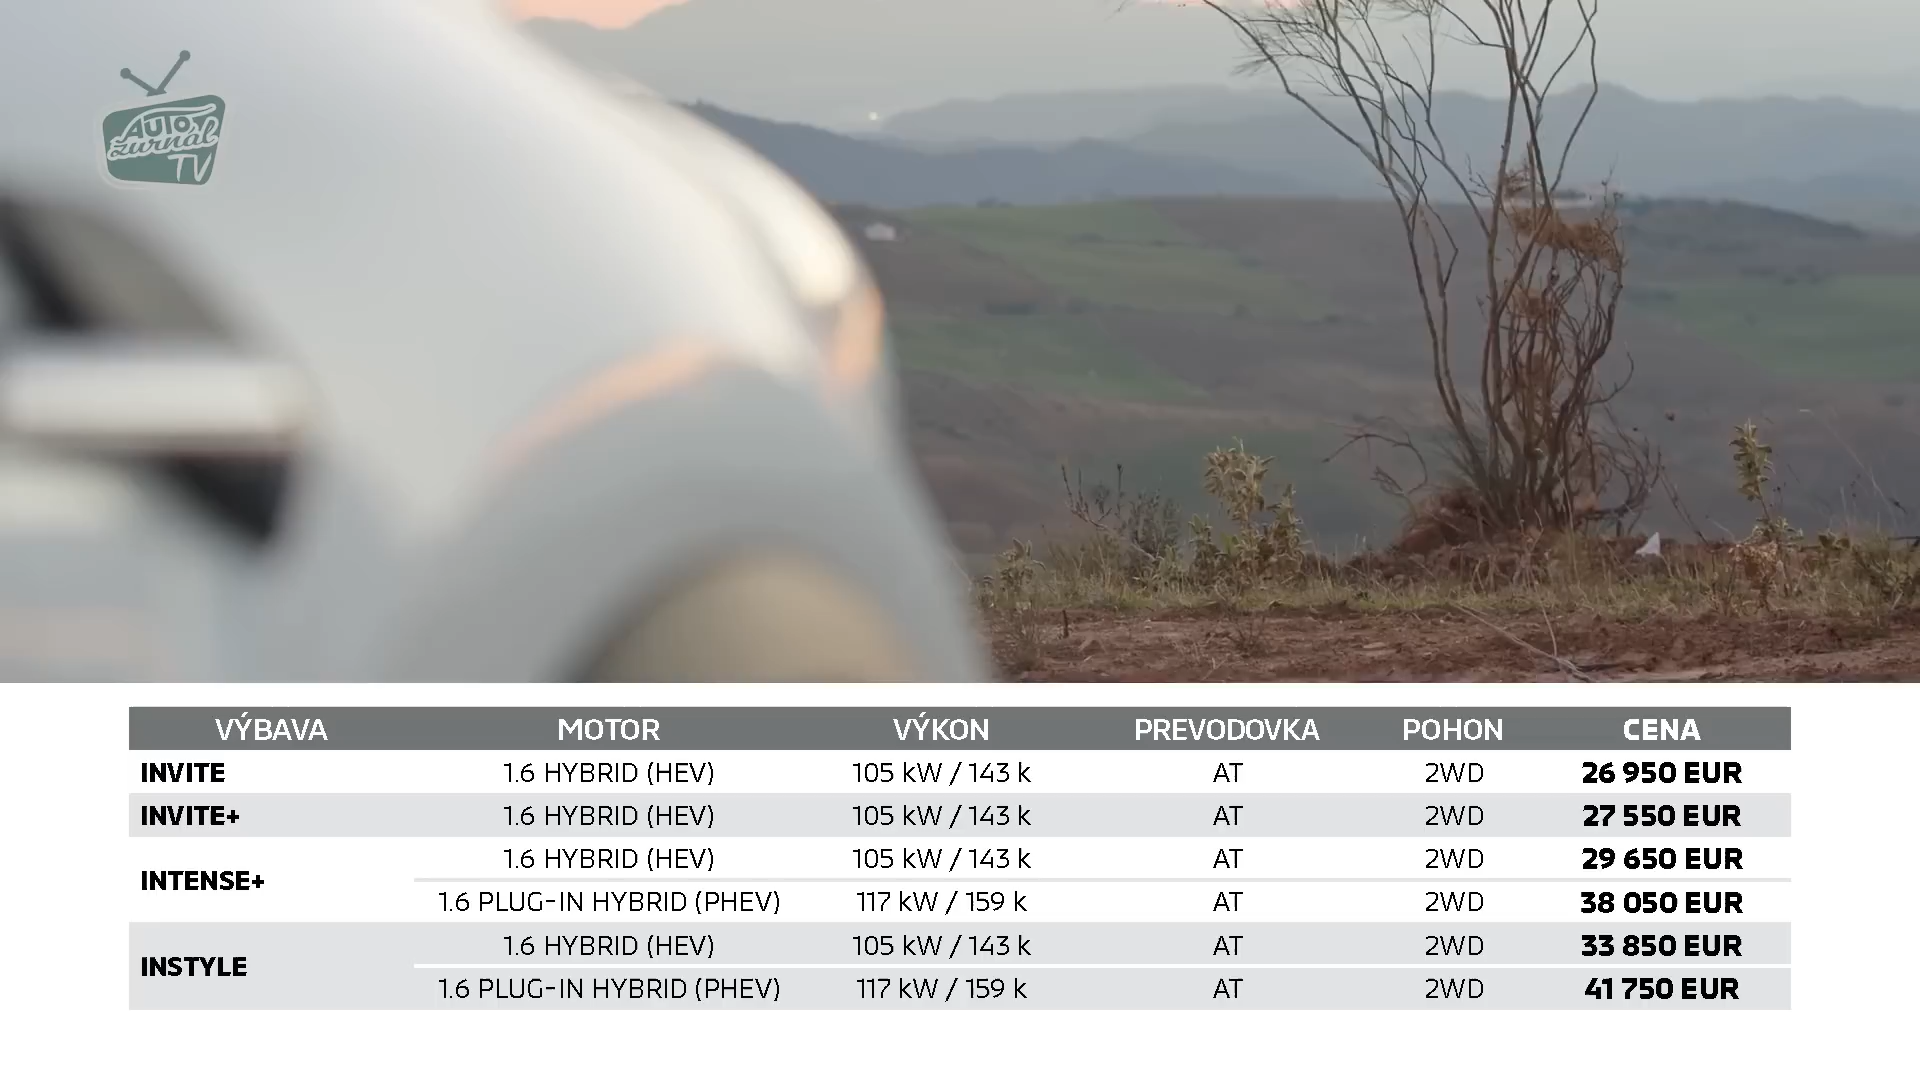 AUTO
žurnál
TV
VÝBAVA MOTOR VÝKON PREVODOVKA POHON CENA
INVITE 1.6 HYBRID (HEV) 105 kW / 143 k AT 2WD 26 950 EUR
INVITE+ 1.6 HYBRID (HEV) 105 kW / 143 k AT 2WD 27 550 EUR
INTENSE+ 1.6 HYBRID (HEV) 105 kW / 143 k AT 2WD 29 650 EUR
1.6 PLUG-IN HYBRID (PHEV) 117 kW / 159 k AT 2WD 38 050 EUR
INSTYLE 1.6 HYBRID (HEV) 105 kW / 143 k AT 2WD 33 850 EUR
1.6 PLUG-IN HYBRID (PHEV) 117 kW / 159 k AT 2WD 41 750 EUR